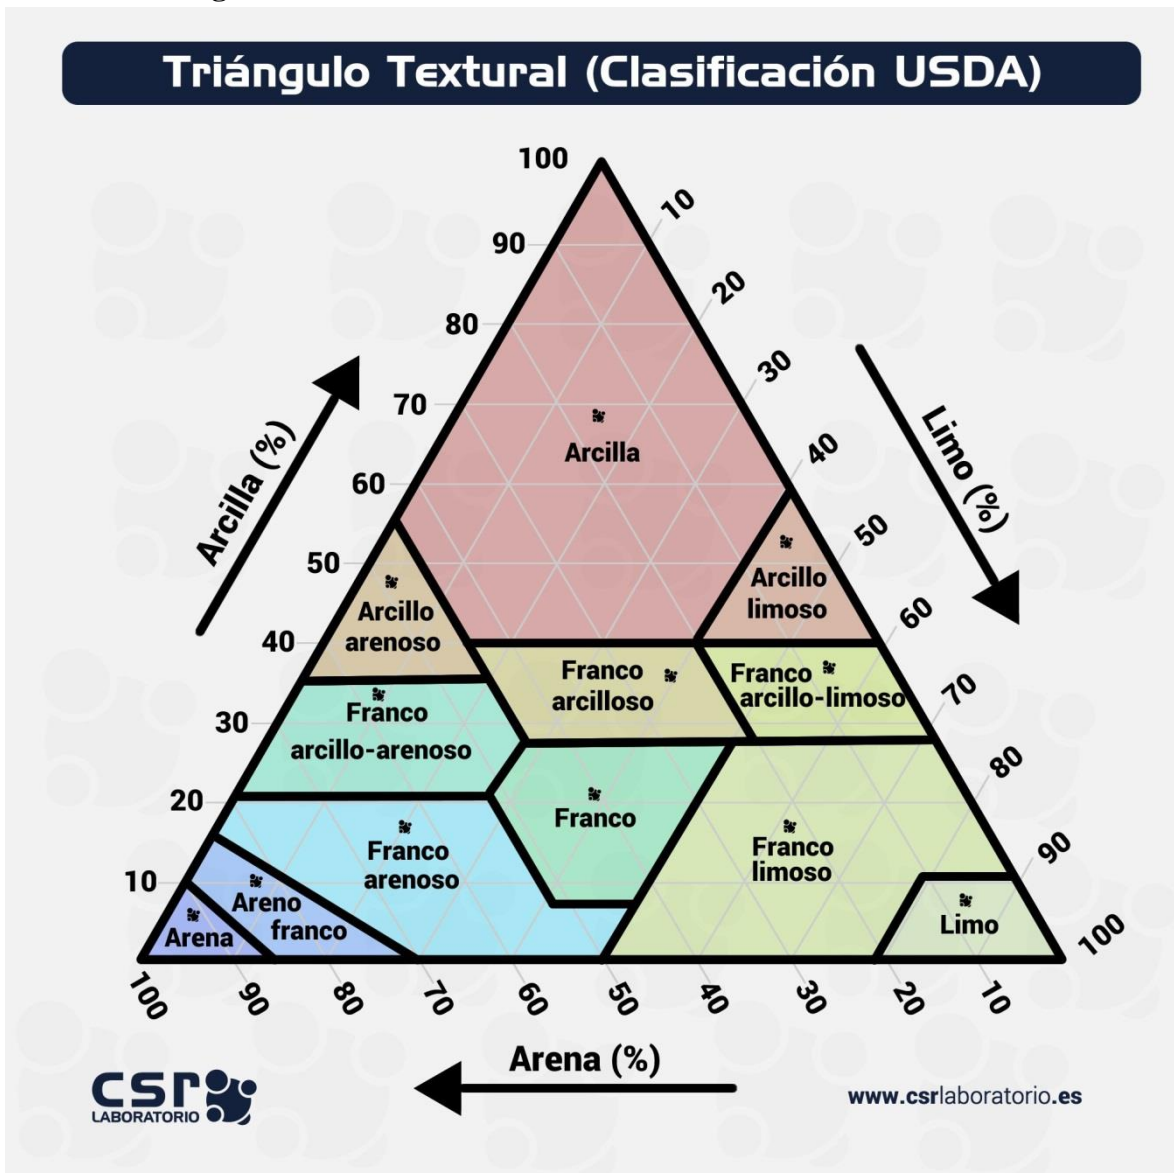 Triángulo Textural (Clasificación USDA)
100
90
80
70
60
50
40
30
20
10
Arcilla (%)
10
20
30
40
50
60
70
80
90
100
Limo (%)
Arcilla
Arcillo
limoso
Arcillo
arenoso
Franco
arcilloso
Franco
arcillo-limoso
Franco
arcillo-arenoso
Franco
Franco
arenoso
Franco
limoso
Areno
franco
Arena
Limo
100
90
80
70
60
50
40
30
20
10
Arena (%)
csr
LABORATORIO
www.csrlaboratorio.es